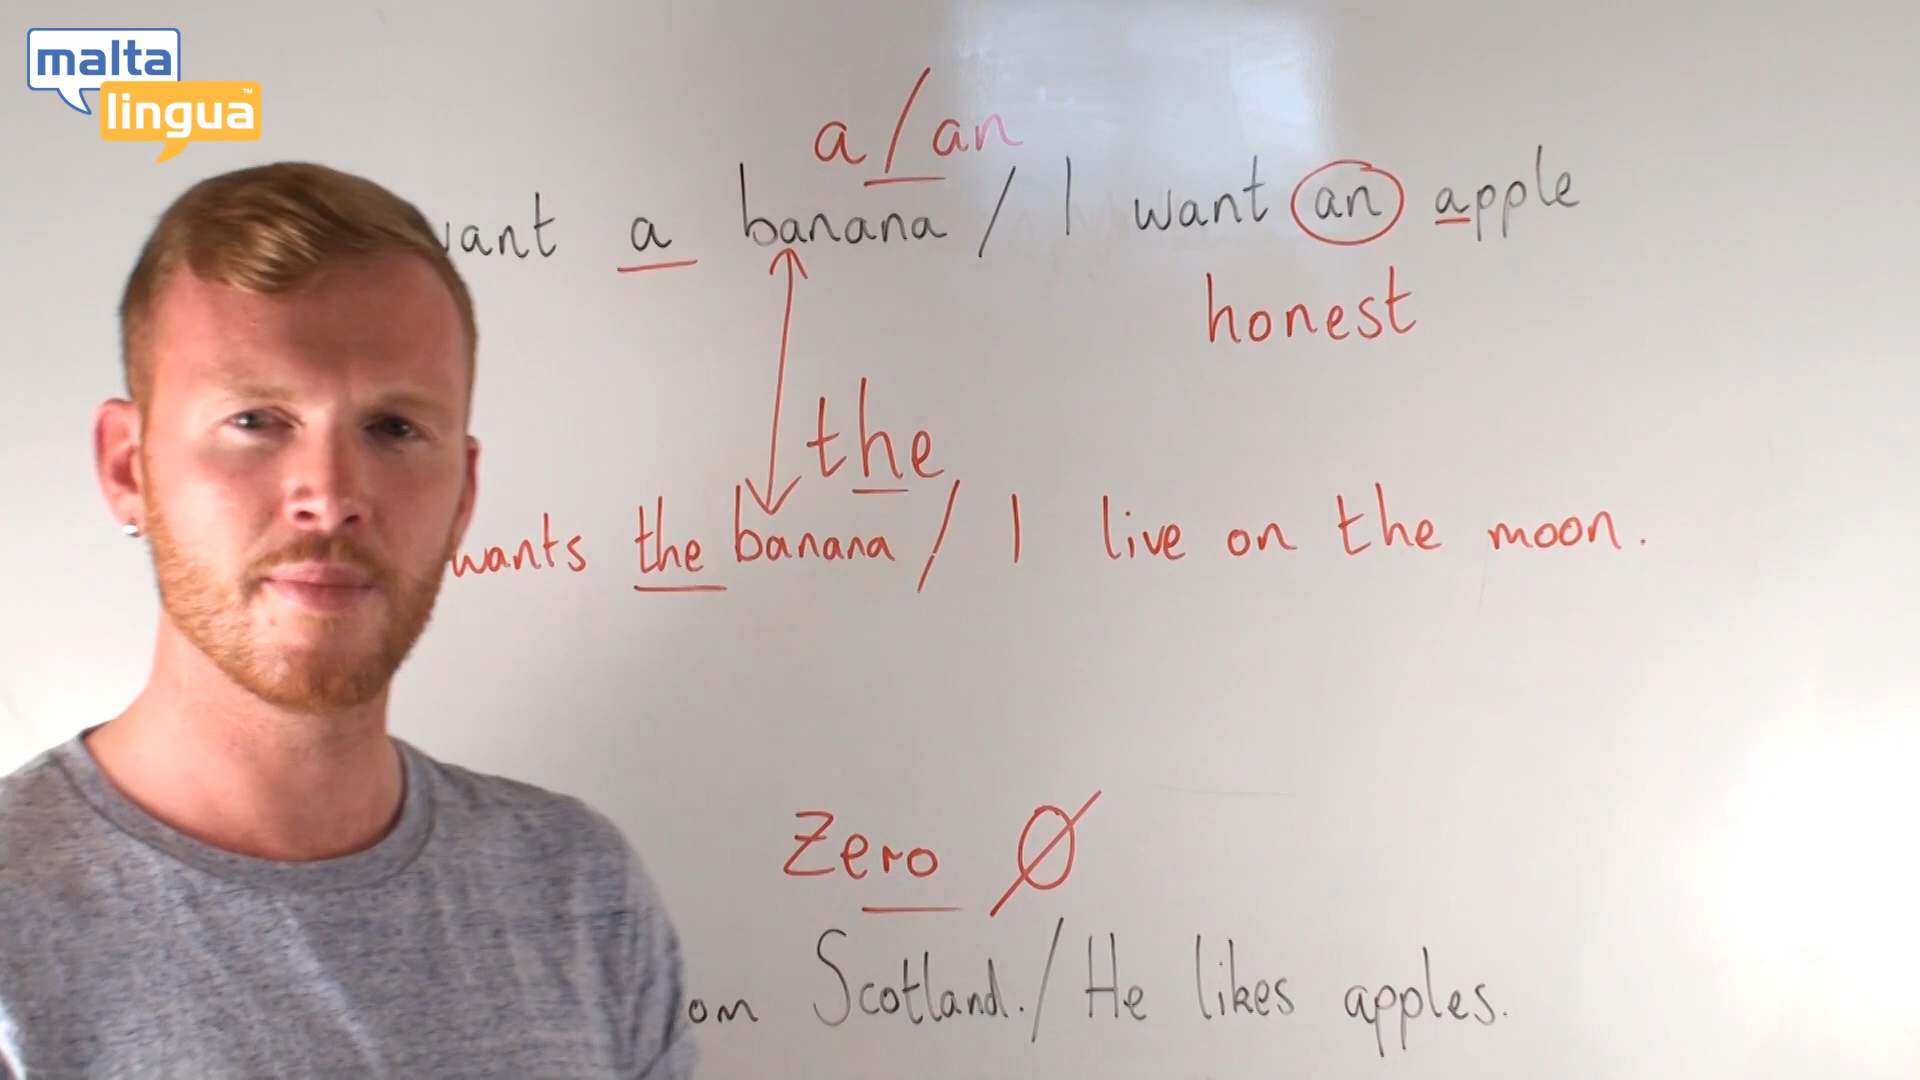 malta
lingua™
a/an
want a banana / I want an apple
honest
the
wants the banana / I live on the moon.
Zero Ø
om Scotland. / He likes apples.